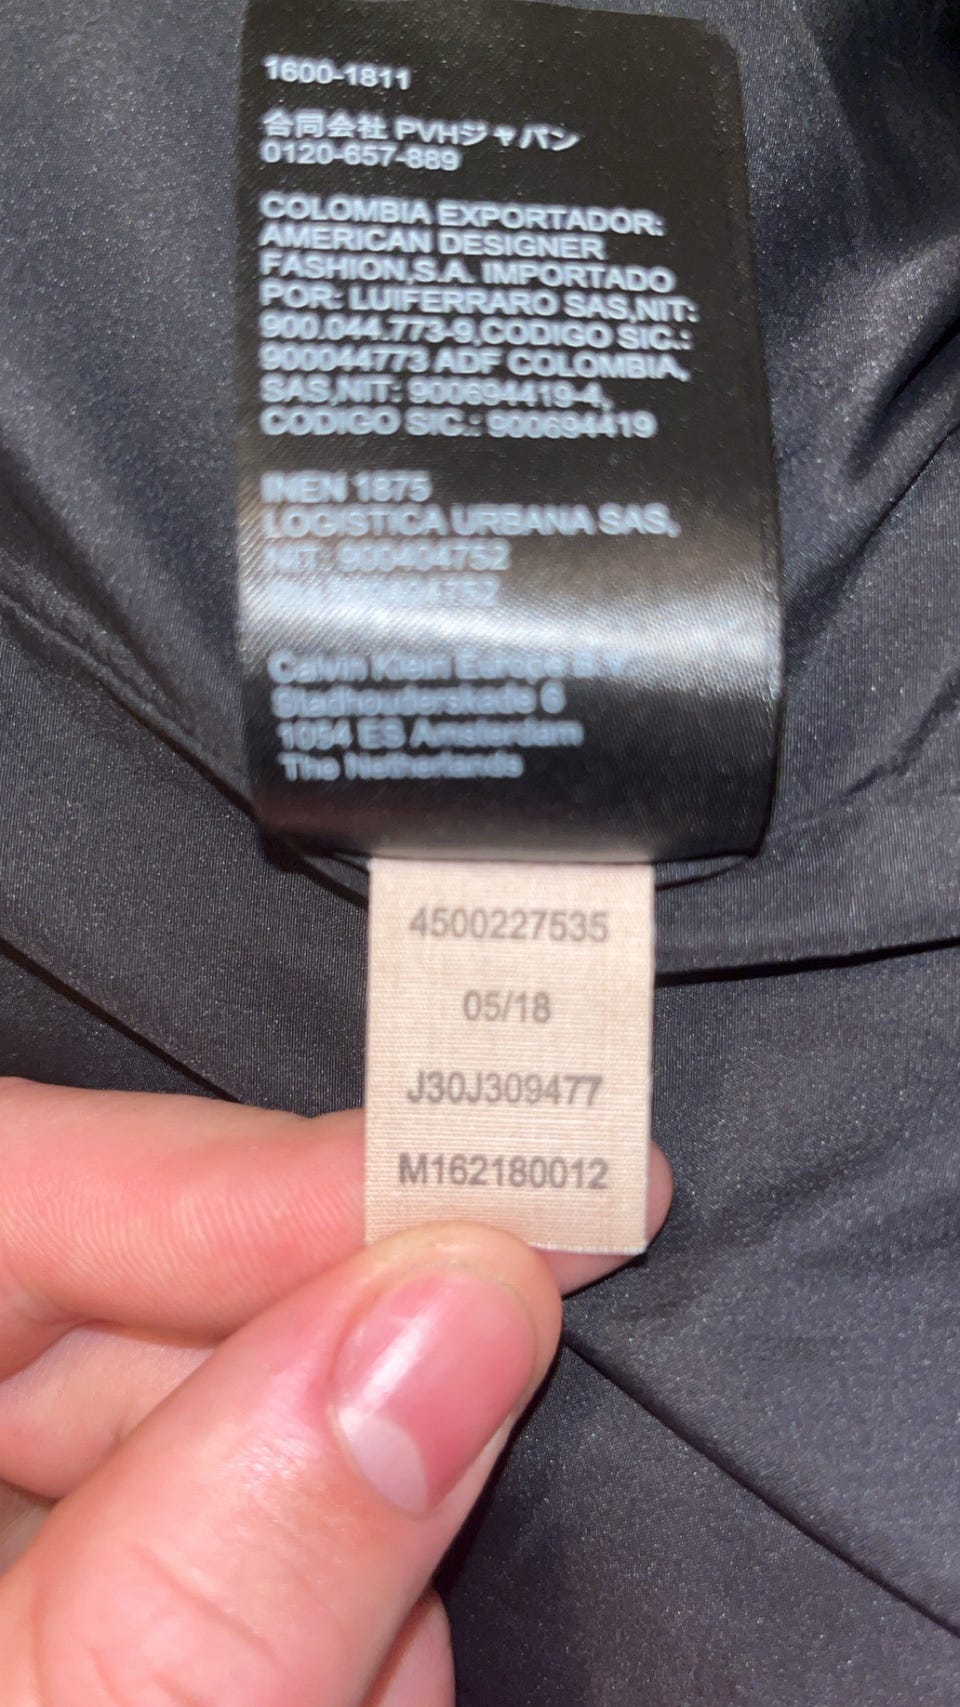 1600-1811
合同会社 PVHジャパン
0120-657-889
COLOMBIA EXPORTADOR:
AMERICAN DESIGNER
FASHION,S.A. IMPORTADO
POR: LUIFERRARO SAS,NIT:
900.044.773-9,CODIGO SIC.:
900044773 ADF COLOMBIA,
SAS,NIT: 900694419-4,
CODIGO SIC.: 900694419
INEN 1875
LOGISTICA URBANA SAS,
NIT: 900404752
Calvin Klein Europe B.V.
Stadhouderskade 6
1054 ES Amsterdam
The Netherlands
4500227535
05/18
J30J309477
M162180012